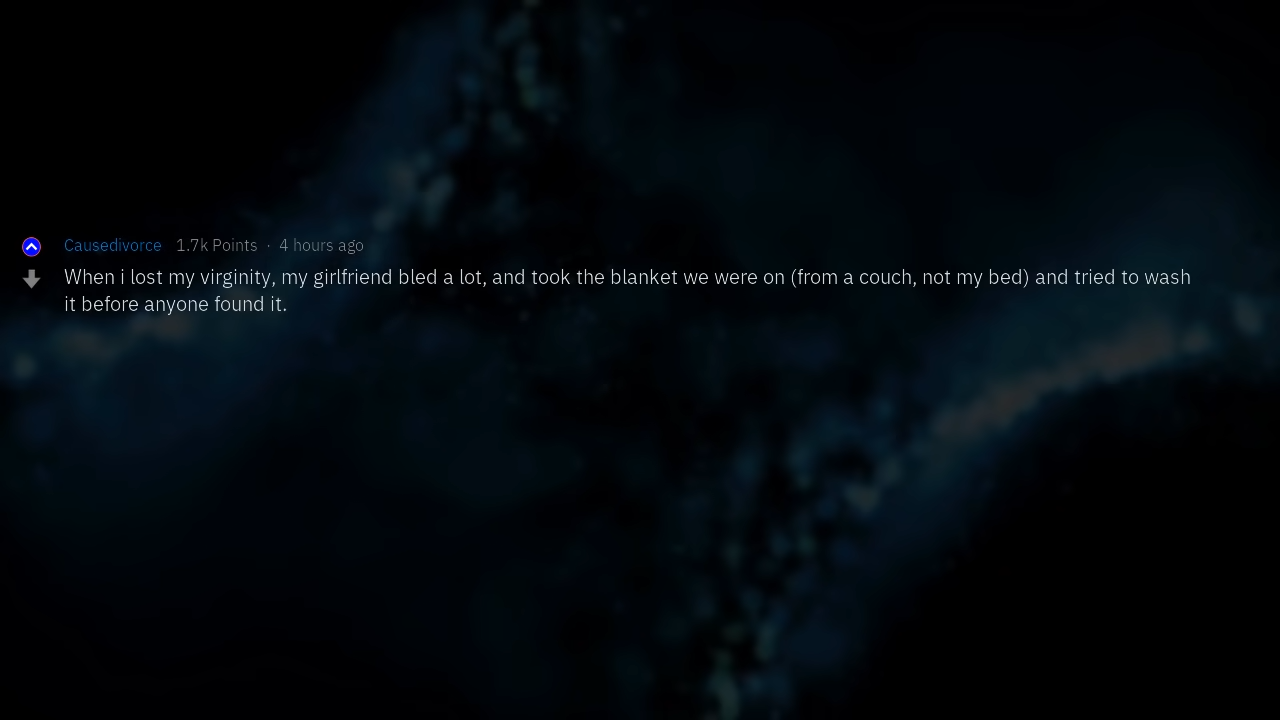 Causedivorce 1.7k Points · 4 hours ago
When i lost my virginity, my girlfriend bled a lot, and took the blanket we were on (from a couch, not my bed) and tried to wash
it before anyone found it.